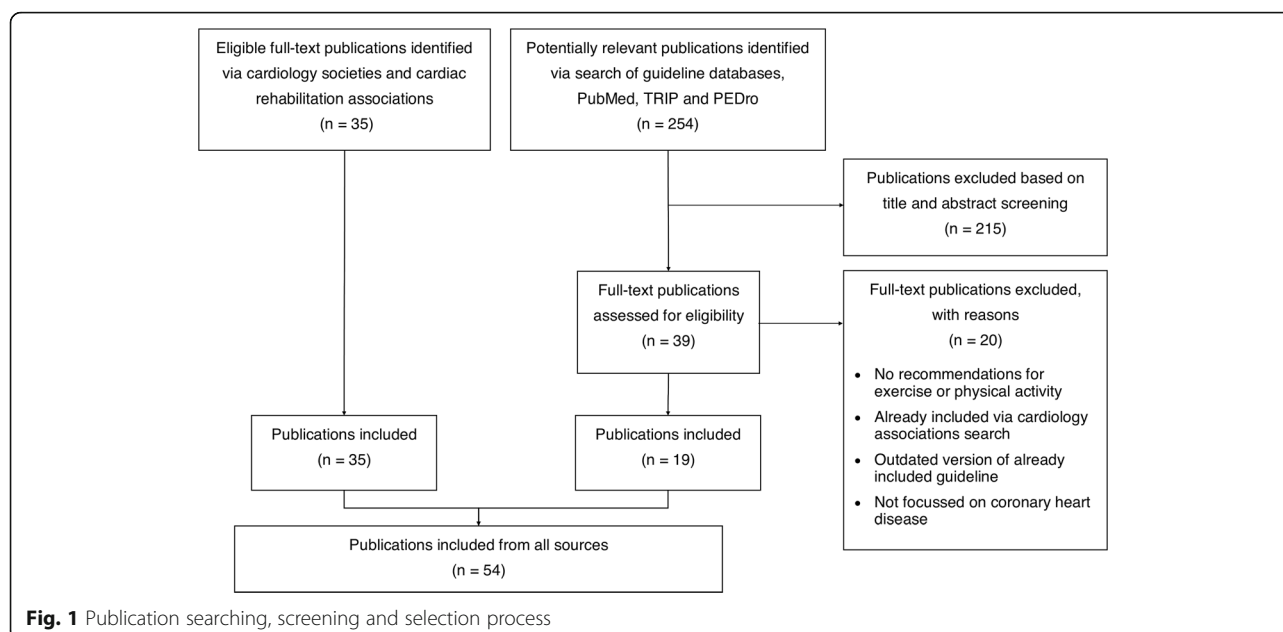 Eligible full-text publications identified
via cardiology societies and cardiac
rehabilitation associations
(n = 35)
Potentially relevant publications identified
via search of guideline databases,
PubMed, TRIP and PEDro
(n = 254)
Publications excluded based on
title and abstract screening
(n = 215)
Full-text publications
assessed for eligibility
(n = 39)
Full-text publications excluded,
with reasons
(n = 20)
• No recommendations for
exercise or physical activity
• Already included via cardiology
associations search
• Outdated version of already
included guideline
• Not focussed on coronary heart
disease
Publications included
(n = 35)
Publications included
(n = 19)
Publications included from all sources
(n = 54)
Fig. 1 Publication searching, screening and selection process